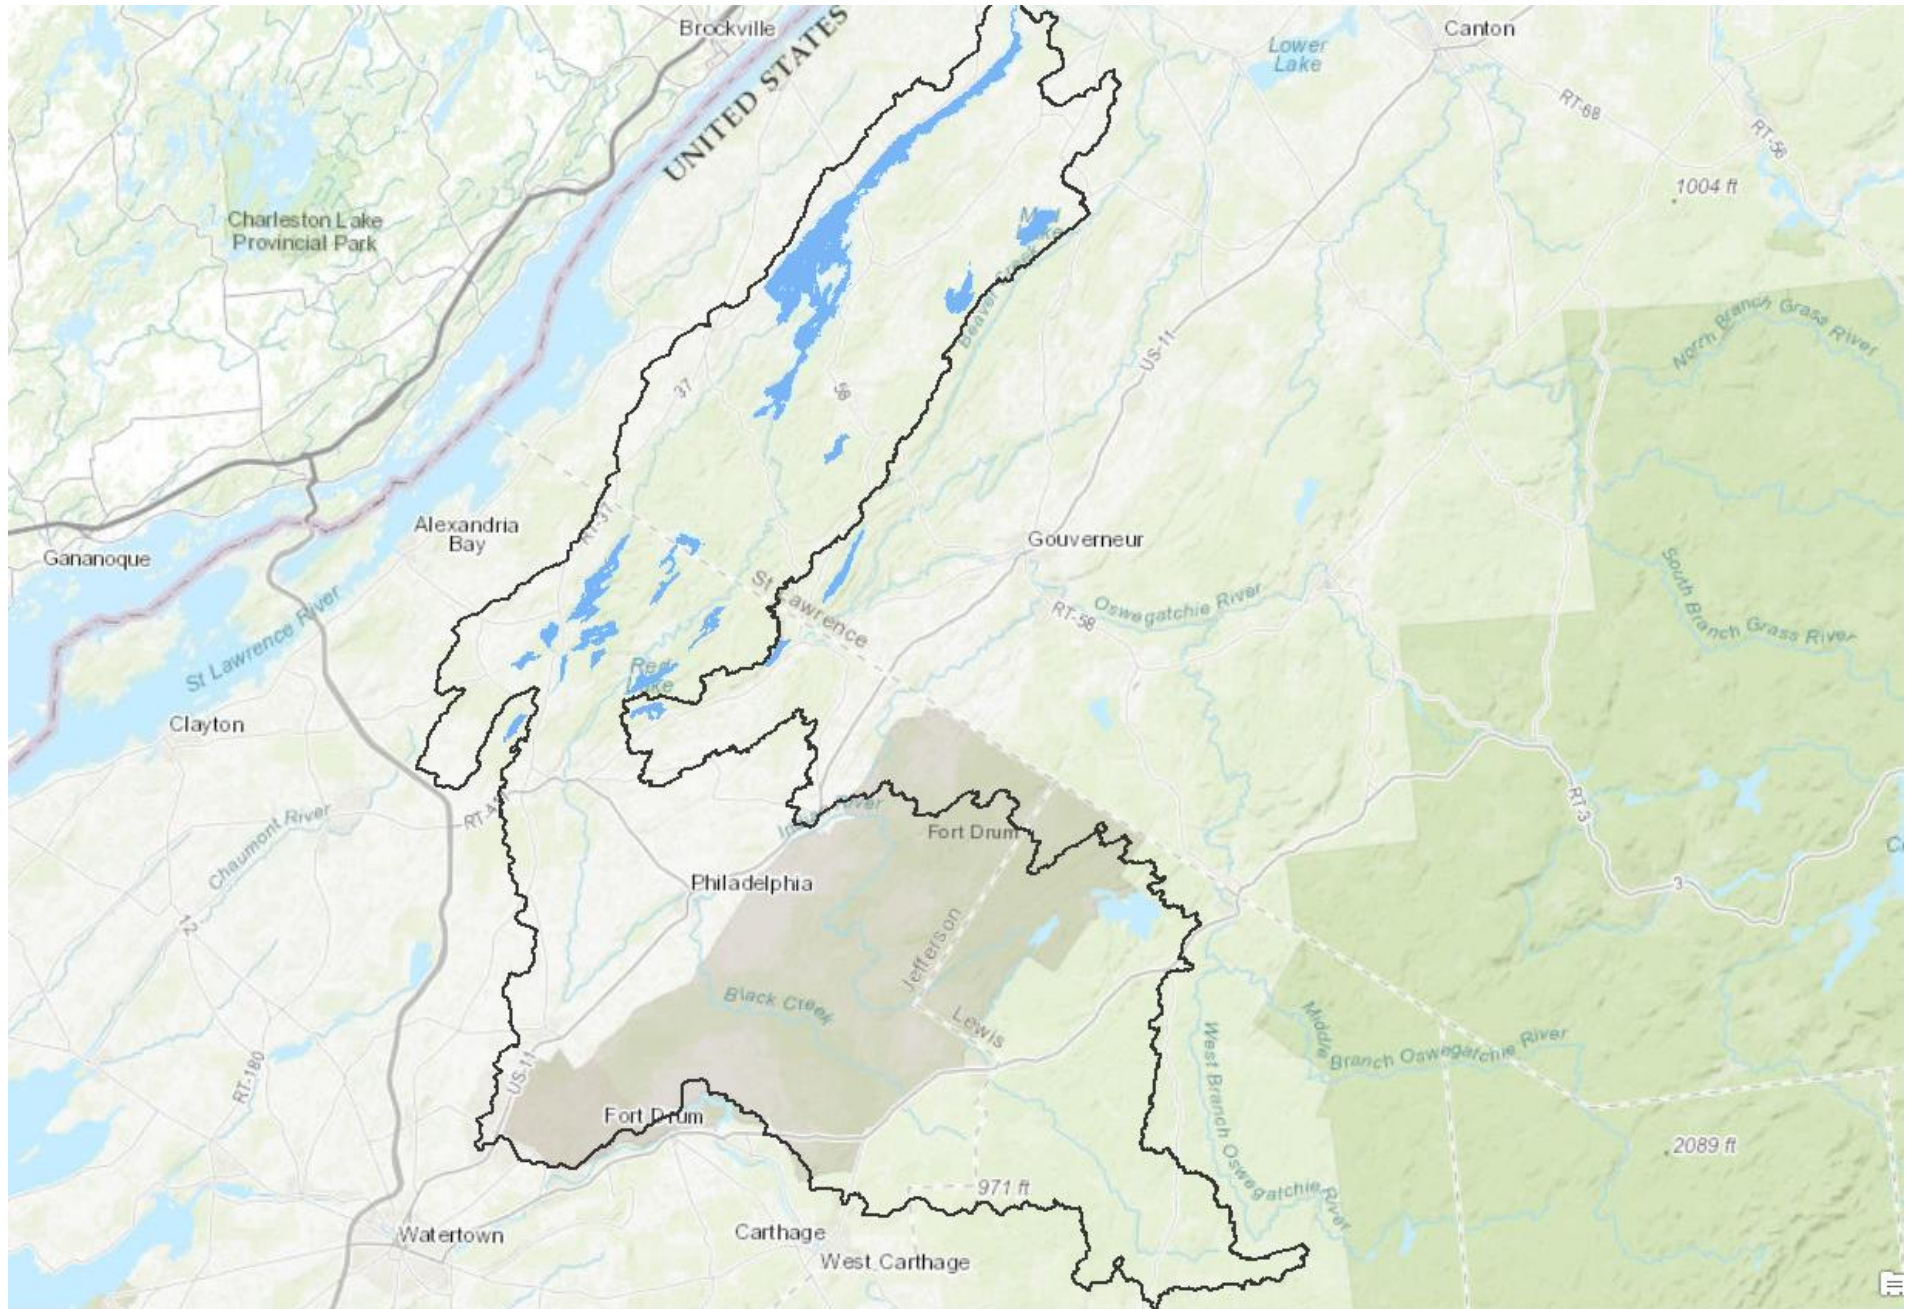 Brockville
Canton
UNITED STATES
Lower
Lake
RT-68
RT-56
1004 ft
Charleston Lake
Provincial Park
Beaver Creek
North Branch Grass River
US-11
37
58
Alexandria
Bay
RT-37
Gananoque
Gouverneur
St Lawrence
Oswegatchie River
RT-58
South Branch Grass River
St Lawrence River
Red
Lake
Clayton
Chaumont River
Fort Drum
RT-3
Philadelphia
3
12
Jefferson
Black Creek
Lewis
Middle
Branch Oswegatchie River
West Branch Oswegatchie River
US-11
RT-180
Fort Drum
2089 ft
971 ft
Watertown
Carthage
West Carthage